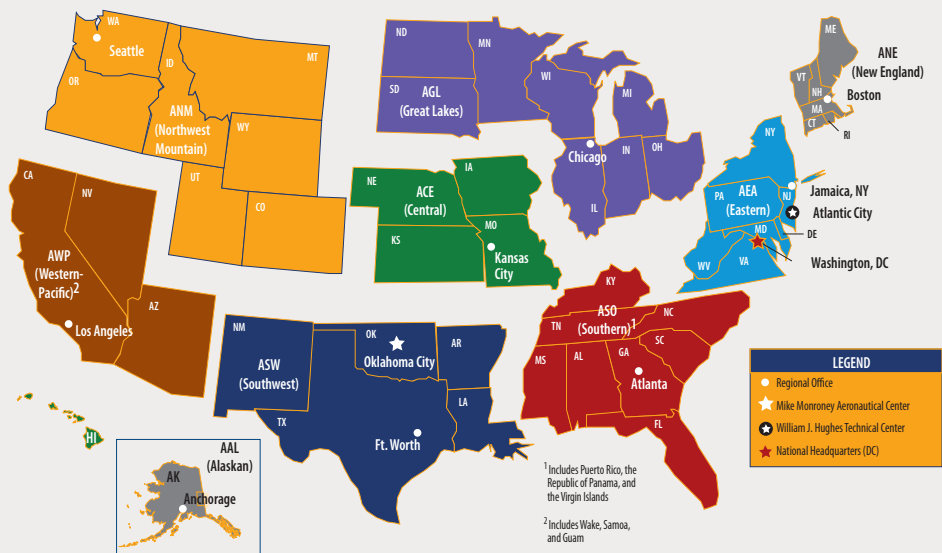 WA
Seattle
OR
ID
MT
ANM
(Northwest
Mountain)
WY
UT
CO
ND
MN
SD
AGL
(Great Lakes)
WI
MI
Chicago
IL
IN
OH
ME
VT
NH
MA
CT
RI
ANE
(New England)
Boston
NY
PA
AEA
(Eastern)
NJ
Jamaica, NY
Atlantic City
MD
DE
WV
VA
Washington, DC
CA
NV
AWP
(Western-
Pacific)2
AZ
Los Angeles
NE
IA
ACE
(Central)
KS
MO
Kansas
City
NM
OK
Oklahoma City
AR
ASW
(Southwest)
TX
LA
Ft. Worth
KY
TN
ASO
(Southern)1
NC
SC
MS
AL
GA
Atlanta
FL
HI
AAL
(Alaskan)
AK
Anchorage
1 Includes Puerto Rico, the
Republic of Panama, and
the Virgin Islands
2 Includes Wake, Samoa,
and Guam
LEGEND
Regional Office
Mike Monroney Aeronautical Center
William J. Hughes Technical Center
National Headquarters (DC)